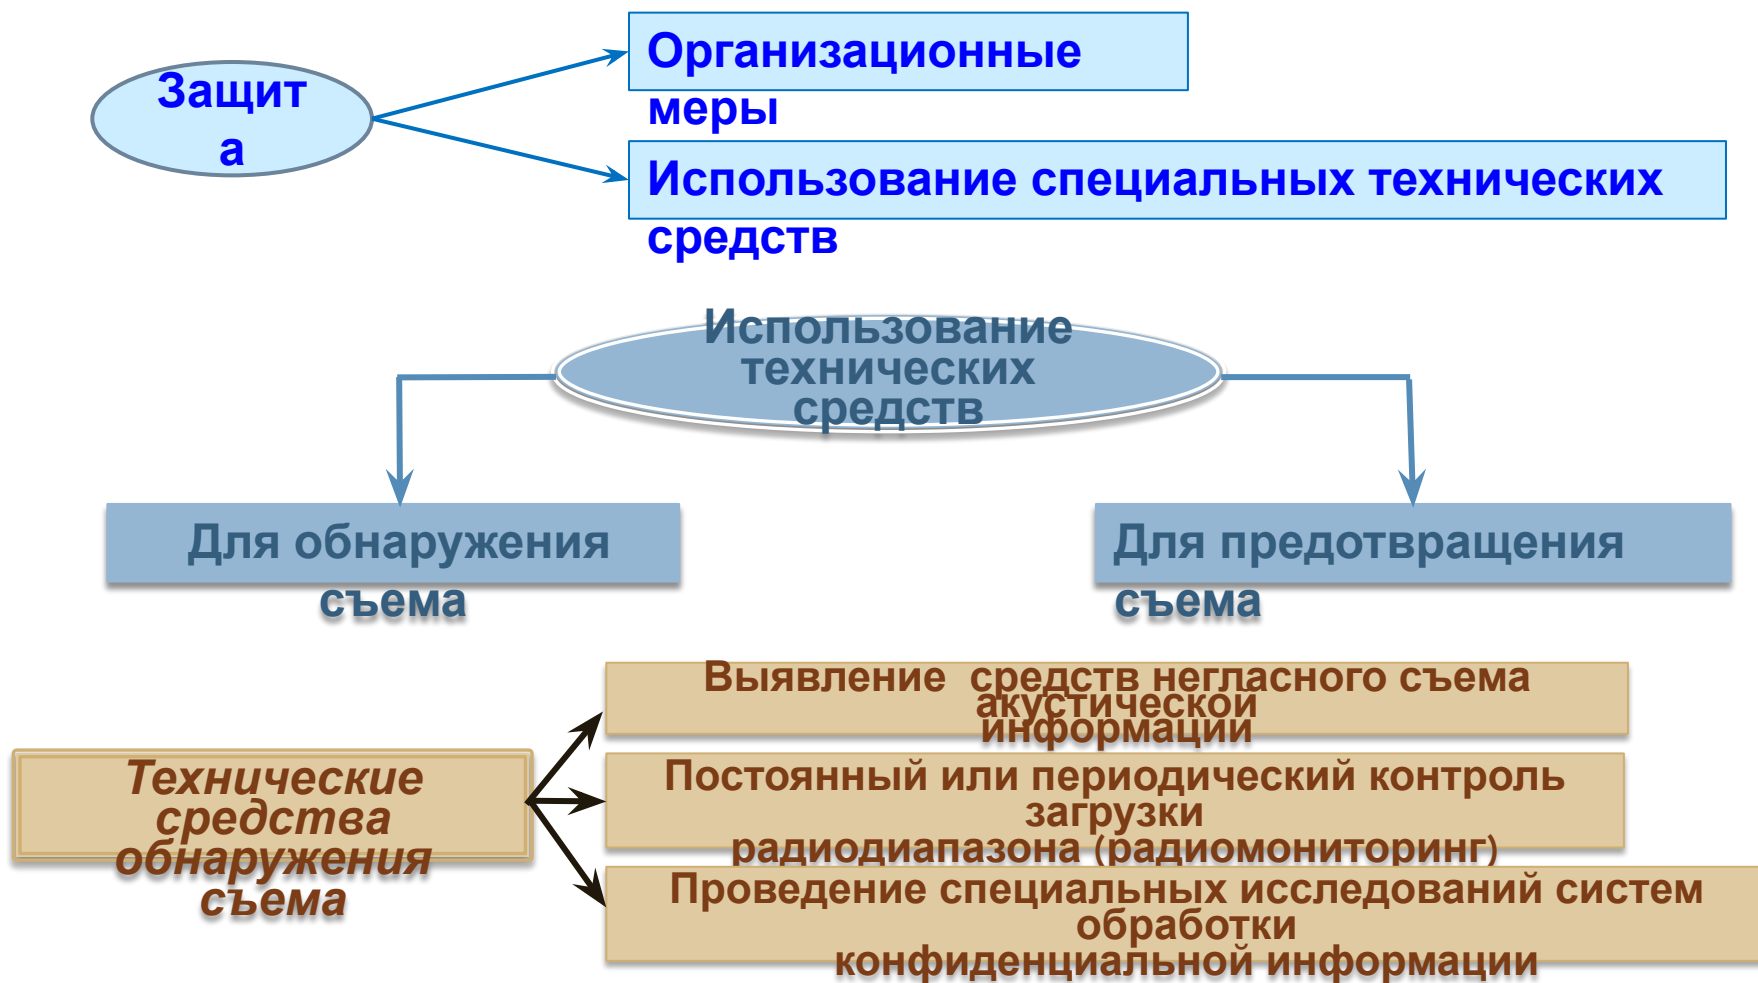 Организационные
меры
Защит
а
Использование специальных технических
средств
Использование
технических
средств
Для обнаружения
съема
Для предотвращения
съема
Выявление средств негласного съема
акустической
информации
Технические
средства
обнаружения
съема
Постоянный или периодический контроль
загрузки
радиодиапазона (радиомониторинг)
Проведение специальных исследований систем
обработки
конфиденциальной информации